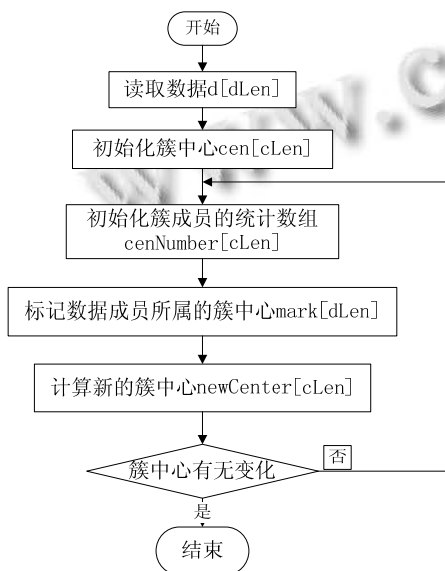 开始
读取数据d[dLen]
初始化簇中心cen[cLen]
初始化簇成员的统计数组
cenNumber[cLen]
标记数据成员所属的簇中心mark[dLen]
计算新的簇中心newCenter[cLen]
簇中心有无变化
否
是
结束
www.c